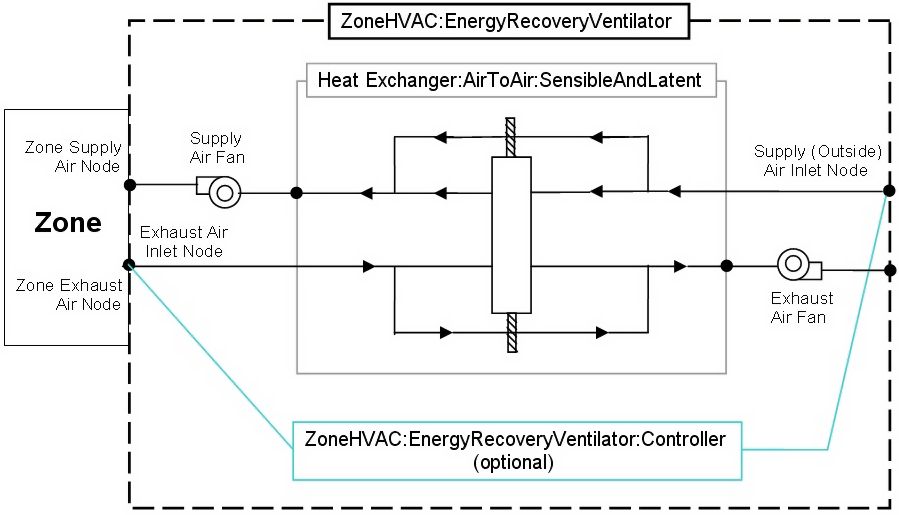 ZoneHVAC:EnergyRecoveryVentilator
Heat Exchanger:AirToAir:SensibleAndLatent
Zone Supply
Air Node
Supply
Air Fan
Supply (Outside)
Air Inlet Node
Zone
Exhaust Air
Inlet Node
Zone Exhaust
Air Node
Exhaust
Air Fan
ZoneHVAC:EnergyRecoveryVentilator:Controller
(optional)